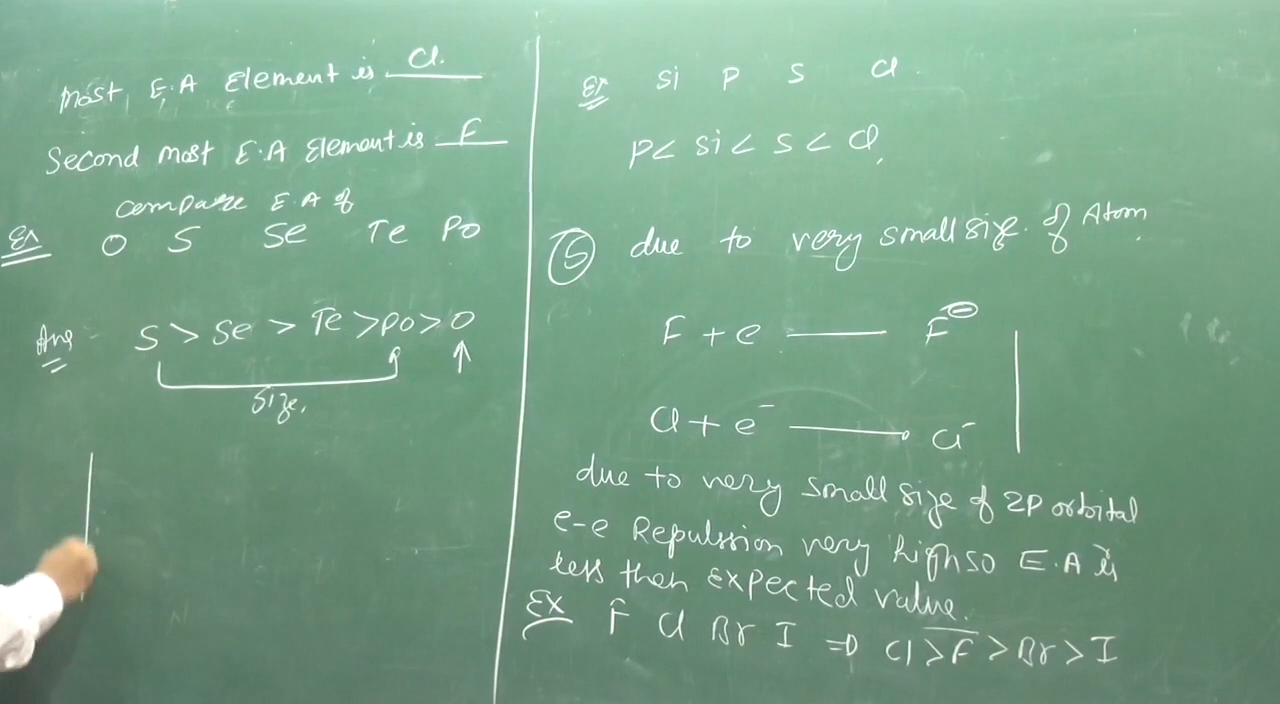 Most E.A Element is Cl.
Second most E.A Element is F
compare E.A of
Ex O S Se Te Po
Ans - S > Se > Te > Po > O
Size.
Ex Si P S Cl
P < Si < S < Cl,
⑤ due to very small size of Atom
F + e —— F⊖
Cl + e⁻ —— Cl⁻
due to very small size of 2P orbital
e-e Repulssion very high so E.A is
less then expected value.
Ex F Cl Br I ⇒ Cl > F > Br > I